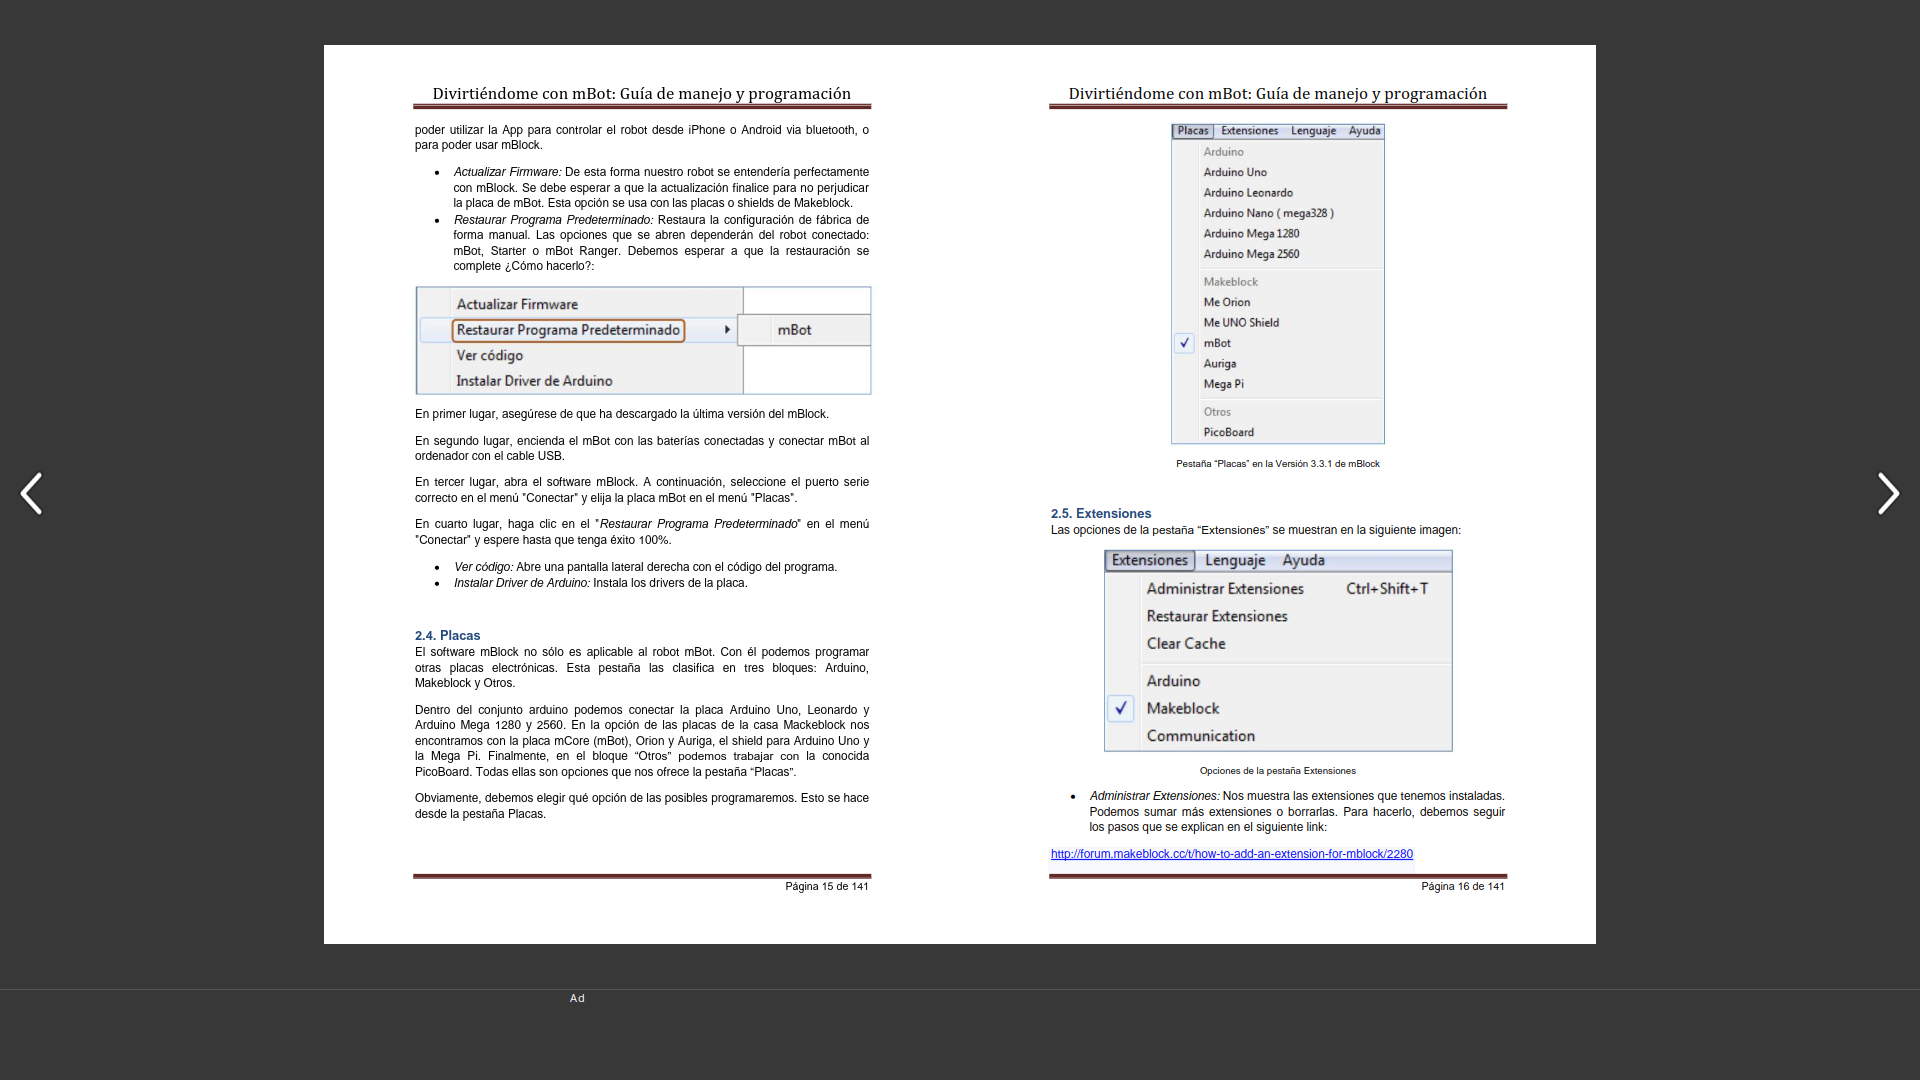 Divirtiéndome con mBot: Guía de manejo y programación
poder utilizar la App para controlar el robot desde iPhone o Android via bluetooth, o
para poder usar mBlock.
• Actualizar Firmware: De esta forma nuestro robot se entendería perfectamente
con mBlock. Se debe esperar a que la actualización finalice para no perjudicar
la placa de mBot. Esta opción se usa con las placas o shields de Makeblock.
• Restaurar Programa Predeterminado: Restaura la configuración de fábrica de
forma manual. Las opciones que se abren dependerán del robot conectado:
mBot, Starter o mBot Ranger. Debemos esperar a que la restauración se
complete ¿Cómo hacerlo?:
Actualizar Firmware
Restaurar Programa Predeterminado mBot
Ver código
Instalar Driver de Arduino
En primer lugar, asegúrese de que ha descargado la última versión del mBlock.
En segundo lugar, encienda el mBot con las baterías conectadas y conectar mBot al
ordenador con el cable USB.
En tercer lugar, abra el software mBlock. A continuación, seleccione el puerto serie
correcto en el menú "Conectar" y elija la placa mBot en el menú "Placas".
En cuarto lugar, haga clic en el "Restaurar Programa Predeterminado" en el menú
"Conectar" y espere hasta que tenga éxito 100%.
• Ver código: Abre una pantalla lateral derecha con el código del programa.
• Instalar Driver de Arduino: Instala los drivers de la placa.
2.4. Placas
El software mBlock no sólo es aplicable al robot mBot. Con él podemos programar
otras placas electrónicas. Esta pestaña las clasifica en tres bloques: Arduino,
Makeblock y Otros.
Dentro del conjunto arduino podemos conectar la placa Arduino Uno, Leonardo y
Arduino Mega 1280 y 2560. En la opción de las placas de la casa Mackeblock nos
encontramos con la placa mCore (mBot), Orion y Auriga, el shield para Arduino Uno y
la Mega Pi. Finalmente, en el bloque “Otros” podemos trabajar con la conocida
PicoBoard. Todas ellas son opciones que nos ofrece la pestaña “Placas”.
Obviamente, debemos elegir qué opción de las posibles programaremos. Esto se hace
desde la pestaña Placas.
Página 15 de 141
Divirtiéndome con mBot: Guía de manejo y programación
Placas Extensiones Lenguaje Ayuda
Arduino
Arduino Uno
Arduino Leonardo
Arduino Nano ( mega328 )
Arduino Mega 1280
Arduino Mega 2560
Makeblock
Me Orion
Me UNO Shield
mBot
Auriga
Mega Pi
Otros
PicoBoard
Pestaña “Placas” en la Versión 3.3.1 de mBlock
2.5. Extensiones
Las opciones de la pestaña “Extensiones” se muestran en la siguiente imagen:
Extensiones Lenguaje Ayuda
Administrar Extensiones Ctrl+Shift+T
Restaurar Extensiones
Clear Cache
Arduino
Makeblock
Communication
Opciones de la pestaña Extensiones
• Administrar Extensiones: Nos muestra las extensiones que tenemos instaladas.
Podemos sumar más extensiones o borrarlas. Para hacerlo, debemos seguir
los pasos que se explican en el siguiente link:
http://forum.makeblock.cc/t/how-to-add-an-extension-for-mblock/2280
Página 16 de 141
Ad